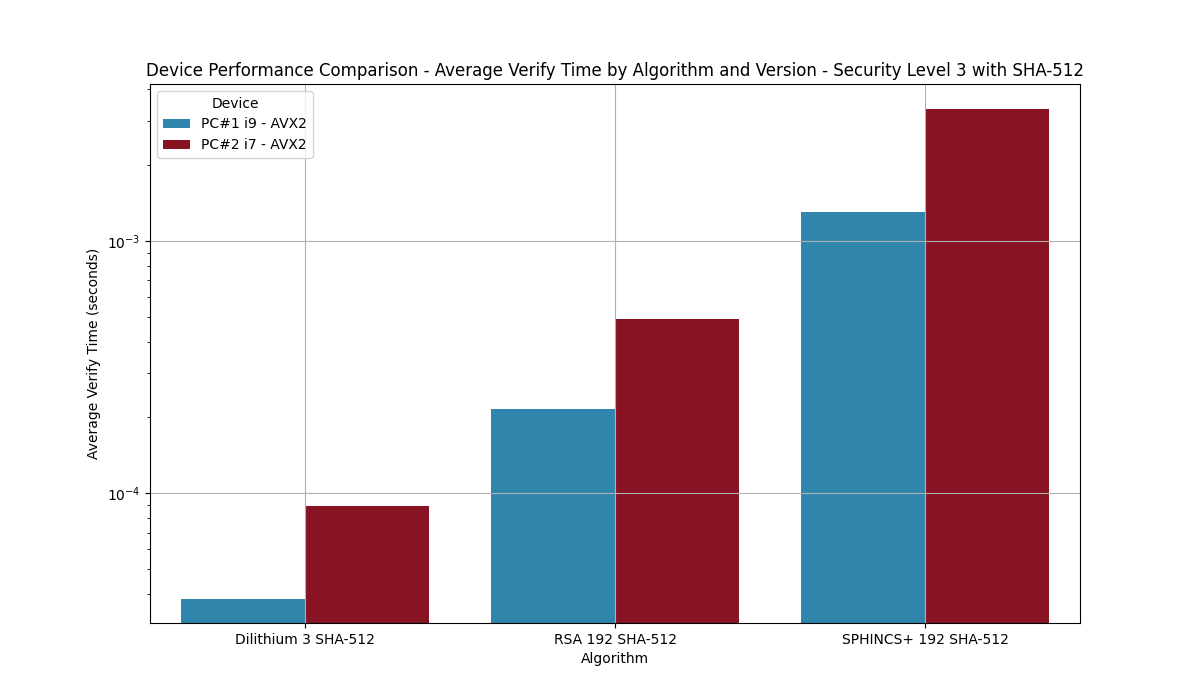 Device Performance Comparison - Average Verify Time by Algorithm and Version - Security Level 3 with SHA-512
Device
PC#1 i9 - AVX2
PC#2 i7 - AVX2
10⁻³
10⁻⁴
Average Verify Time (seconds)
Dilithium 3 SHA-512
RSA 192 SHA-512
SPHINCS+ 192 SHA-512
Algorithm